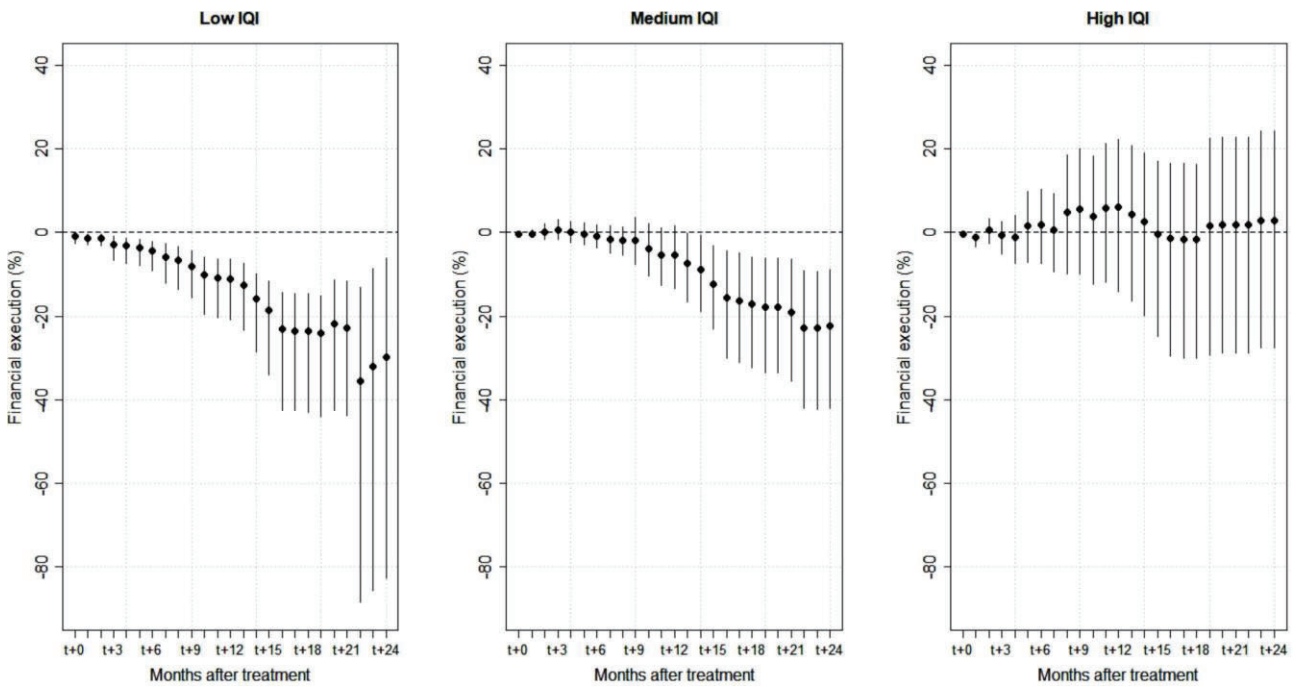 Low IQI
Financial execution (%)
40
20
0
-20
-40
-60
-80
t+0 t+3 t+6 t+9 t+12 t+15 t+18 t+21 t+24
Months after treatment
Medium IQI
Financial execution (%)
40
20
0
-20
-40
-60
-80
t+0 t+3 t+6 t+9 t+12 t+15 t+18 t+21 t+24
Months after treatment
High IQI
Financial execution (%)
40
20
0
-20
-40
-60
-80
t+0 t+3 t+6 t+9 t+12 t+15 t+18 t+21 t+24
Months after treatment